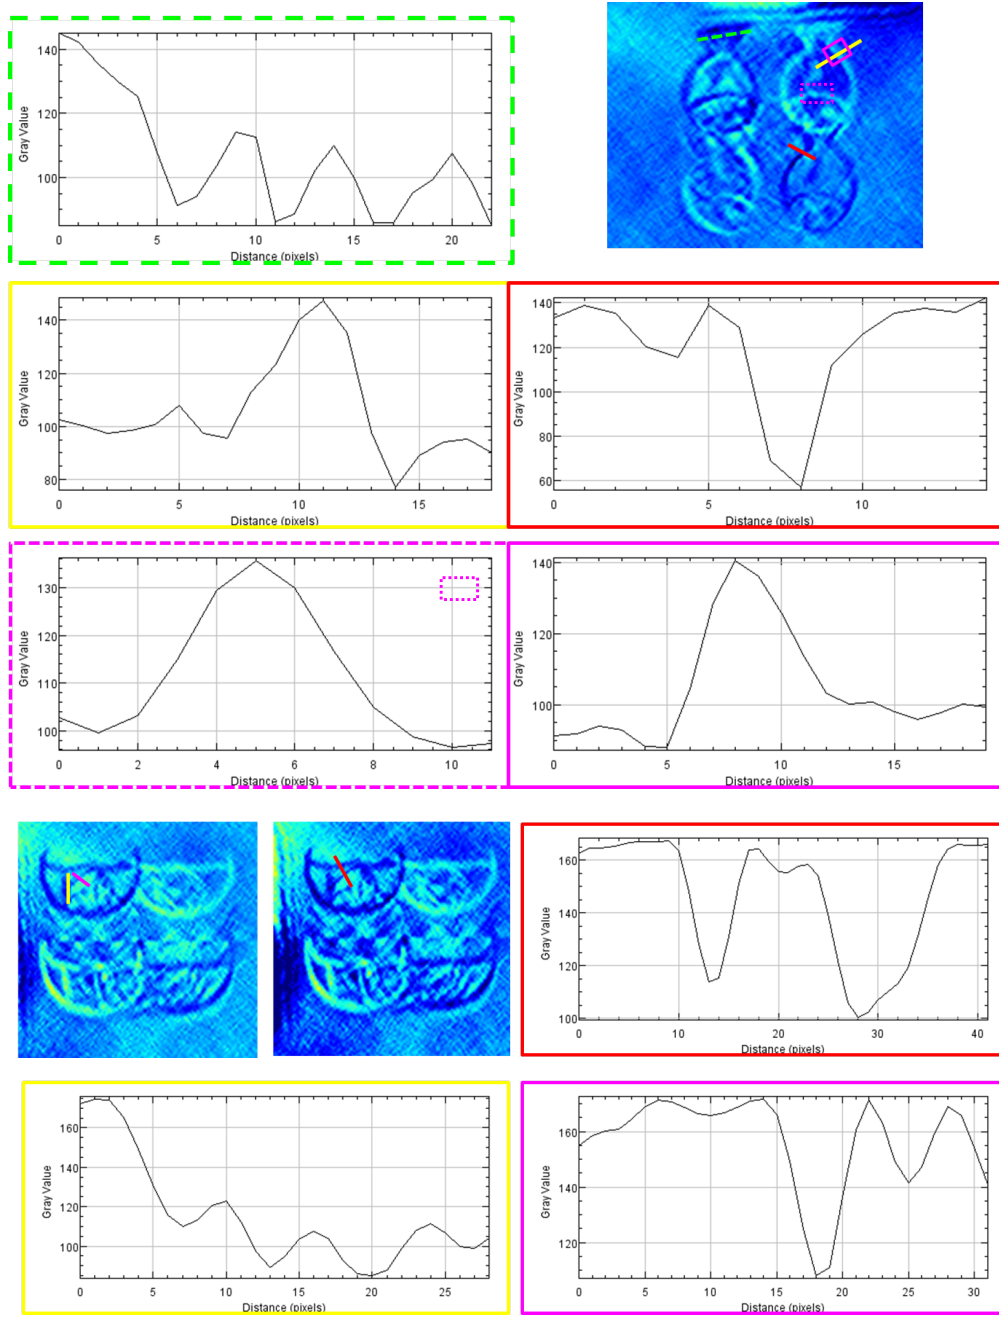 140
120
100
Gray Value
0 5 10 15 20
Distance (pixels)
140
120
100
80
Gray Value
0 5 10 15
Distance (pixels)
140
120
100
80
60
Gray Value
0 5 10
Distance (pixels)
130
120
110
100
Gray Value
0 2 4 6 8 10
Distance (pixels)
140
120
100
Gray Value
0 5 10 15
Distance (pixels)
160
140
120
100
Gray Value
0 10 20 30 40
Distance (pixels)
160
140
120
100
Gray Value
0 5 10 15 20 25
Distance (pixels)
160
140
120
Gray Value
0 5 10 15 20 25 30
Distance (pixels)